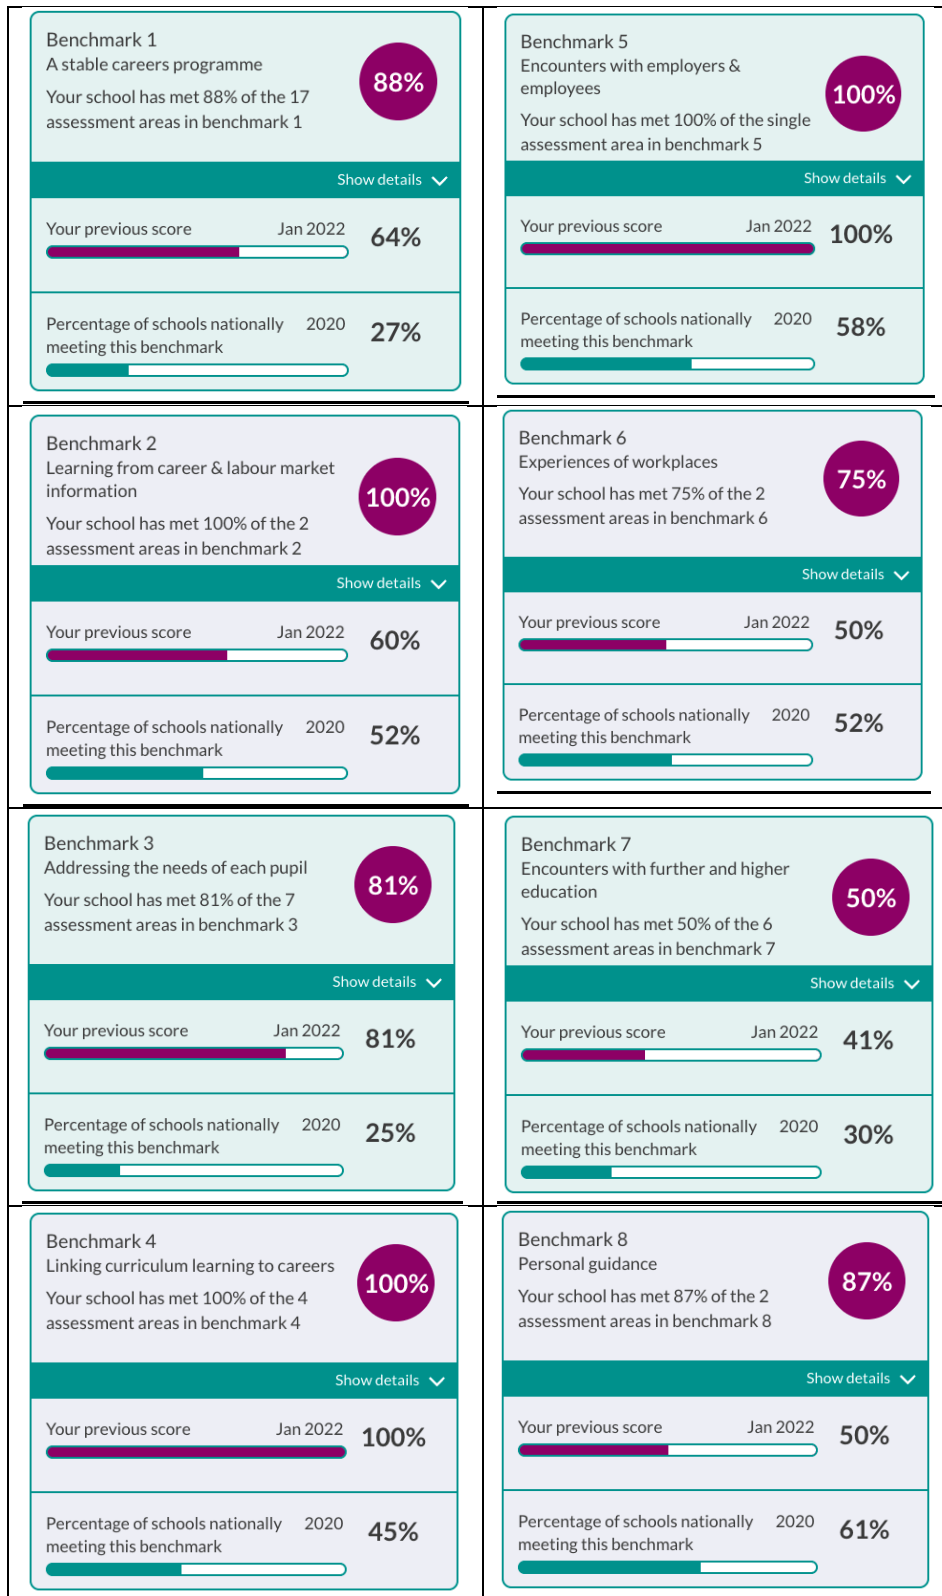 Benchmark 1
A stable careers programme
Your school has met 88% of the 17
assessment areas in benchmark 1
88%
Show details
Your previous score Jan 2022 64%
Percentage of schools nationally 2020 27%
meeting this benchmark
Benchmark 5
Encounters with employers &
employees
Your school has met 100% of the single
assessment area in benchmark 5
100%
Show details
Your previous score Jan 2022 100%
Percentage of schools nationally 2020 58%
meeting this benchmark
Benchmark 2
Learning from career & labour market
information
Your school has met 100% of the 2
assessment areas in benchmark 2
100%
Show details
Your previous score Jan 2022 60%
Percentage of schools nationally 2020 52%
meeting this benchmark
Benchmark 6
Experiences of workplaces
Your school has met 75% of the 2
assessment areas in benchmark 6
75%
Show details
Your previous score Jan 2022 50%
Percentage of schools nationally 2020 52%
meeting this benchmark
Benchmark 3
Addressing the needs of each pupil
Your school has met 81% of the 7
assessment areas in benchmark 3
81%
Show details
Your previous score Jan 2022 81%
Percentage of schools nationally 2020 25%
meeting this benchmark
Benchmark 7
Encounters with further and higher
education
Your school has met 50% of the 6
assessment areas in benchmark 7
50%
Show details
Your previous score Jan 2022 41%
Percentage of schools nationally 2020 30%
meeting this benchmark
Benchmark 4
Linking curriculum learning to careers
Your school has met 100% of the 4
assessment areas in benchmark 4
100%
Show details
Your previous score Jan 2022 100%
Percentage of schools nationally 2020 45%
meeting this benchmark
Benchmark 8
Personal guidance
Your school has met 87% of the 2
assessment areas in benchmark 8
87%
Show details
Your previous score Jan 2022 50%
Percentage of schools nationally 2020 61%
meeting this benchmark